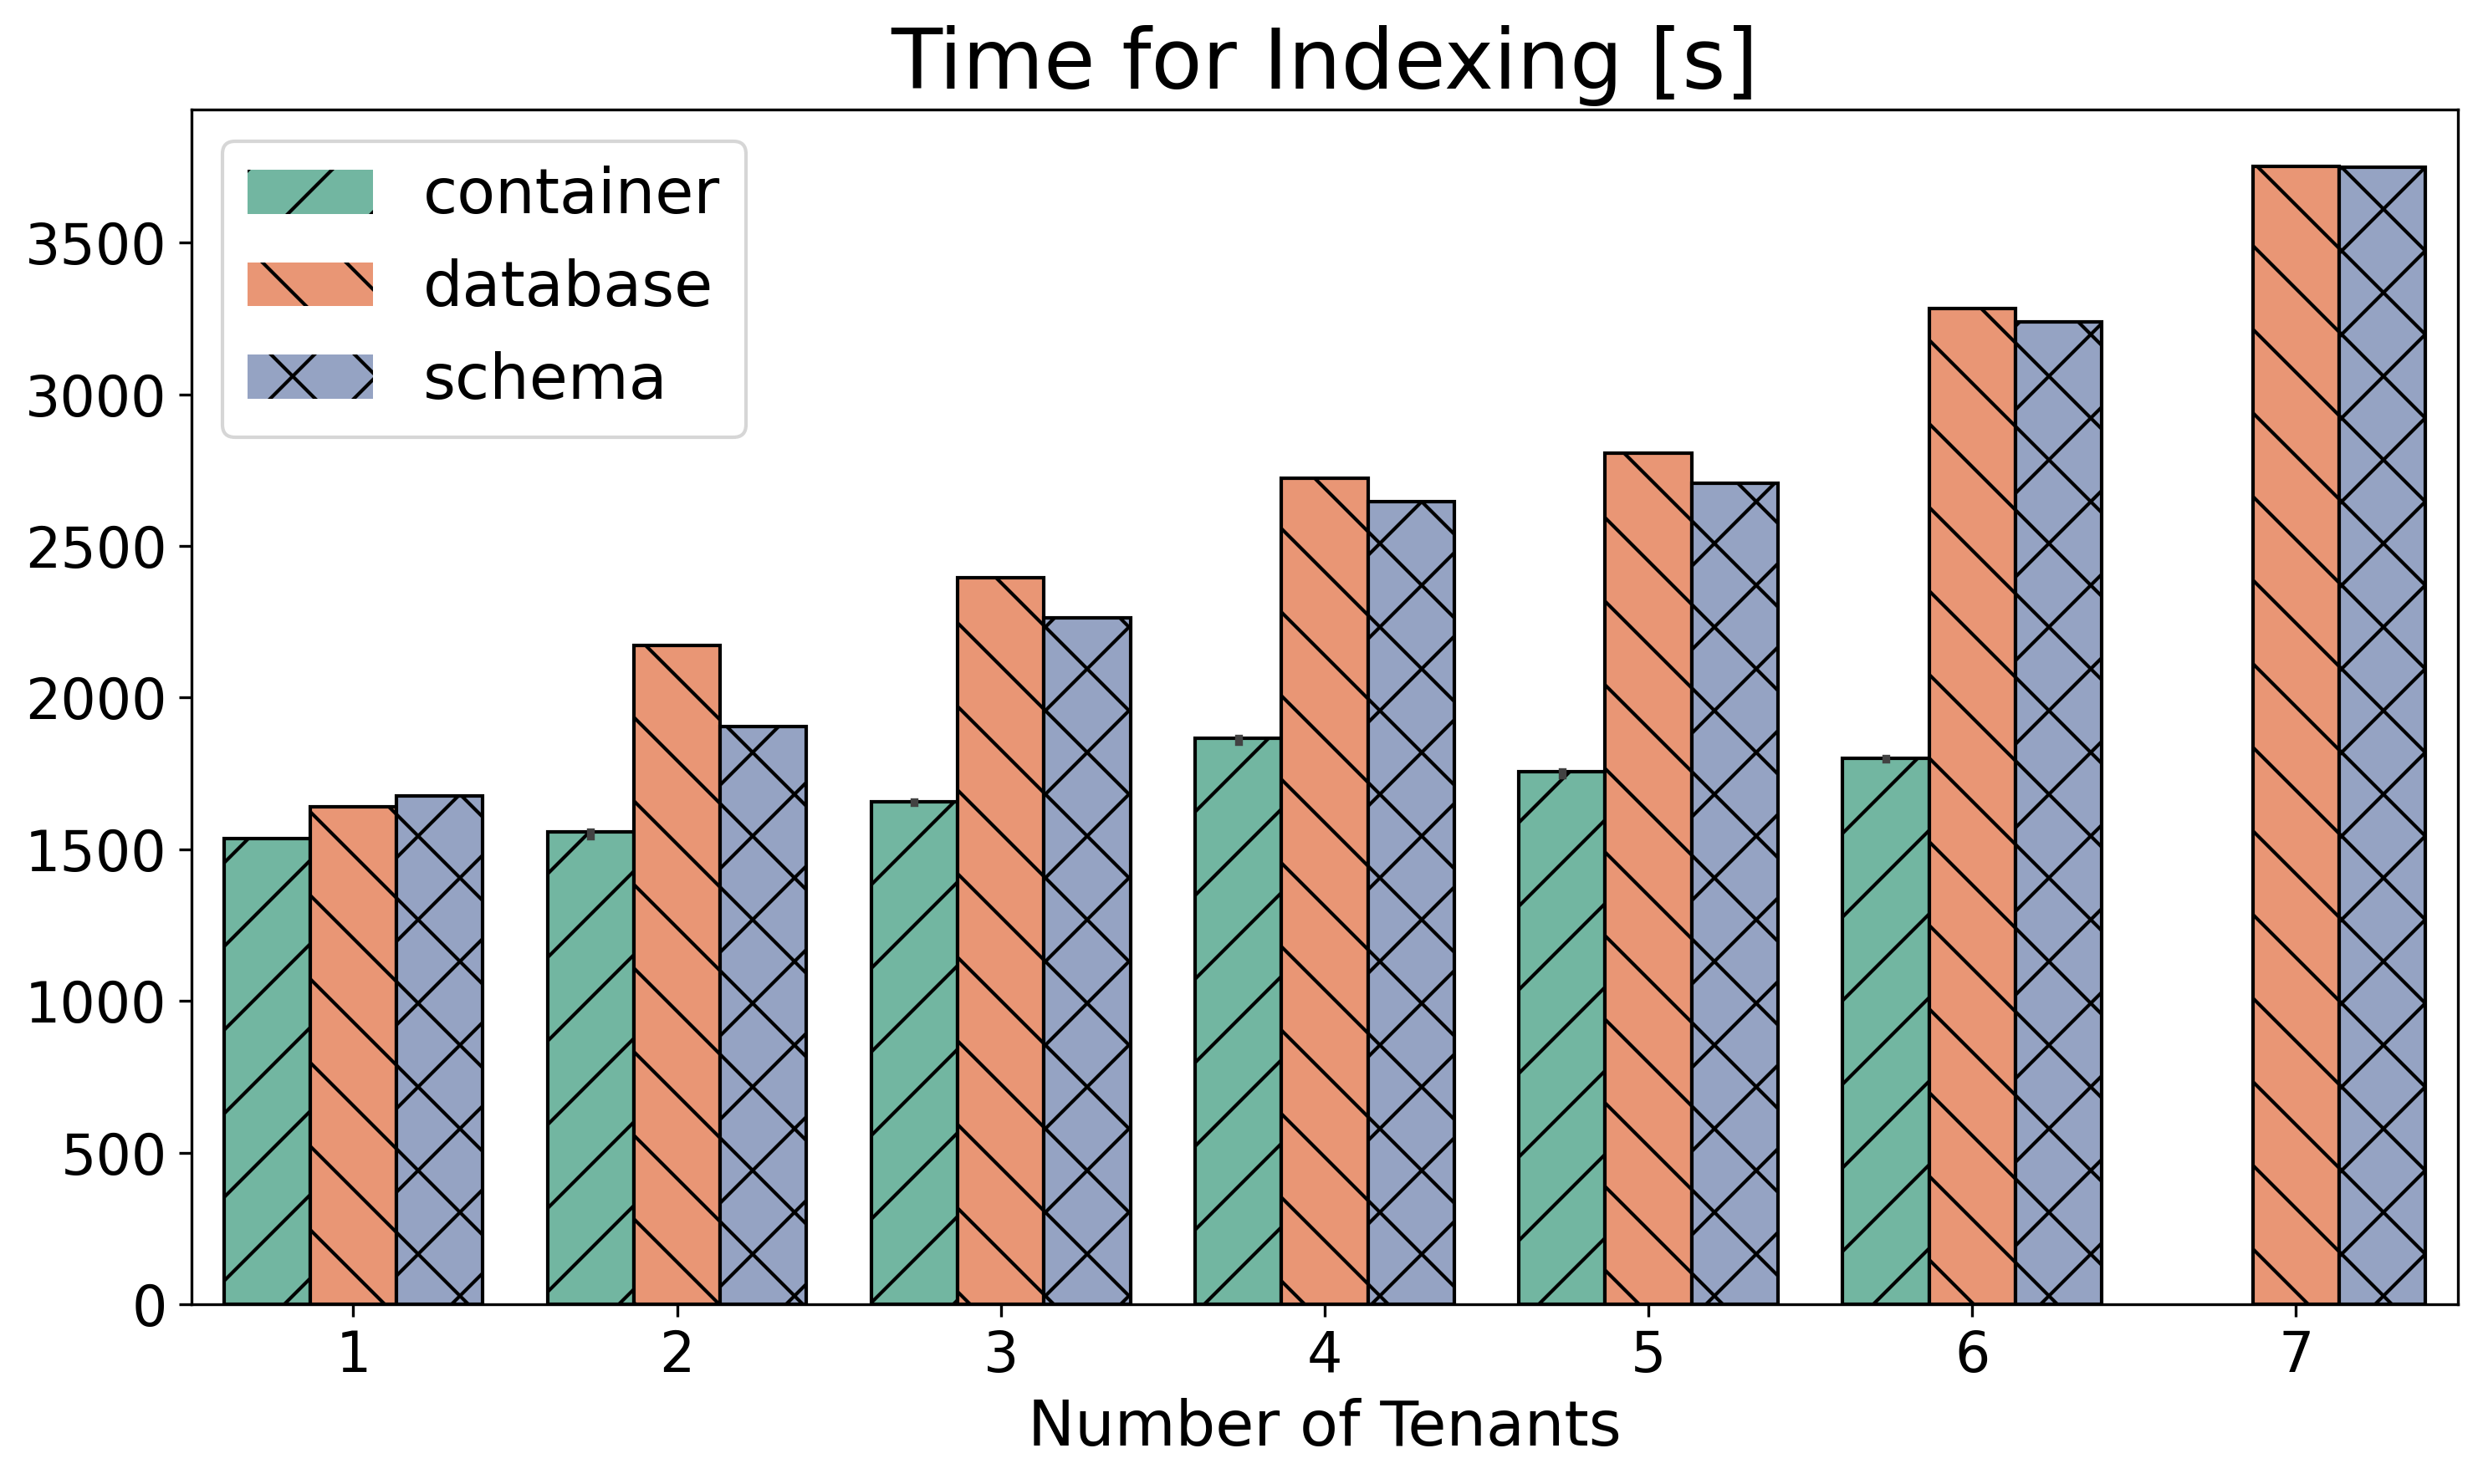 Time for Indexing [s]
container
database
schema
3500
3000
2500
2000
1500
1000
500
0
1 2 3 4 5 6 7
Number of Tenants